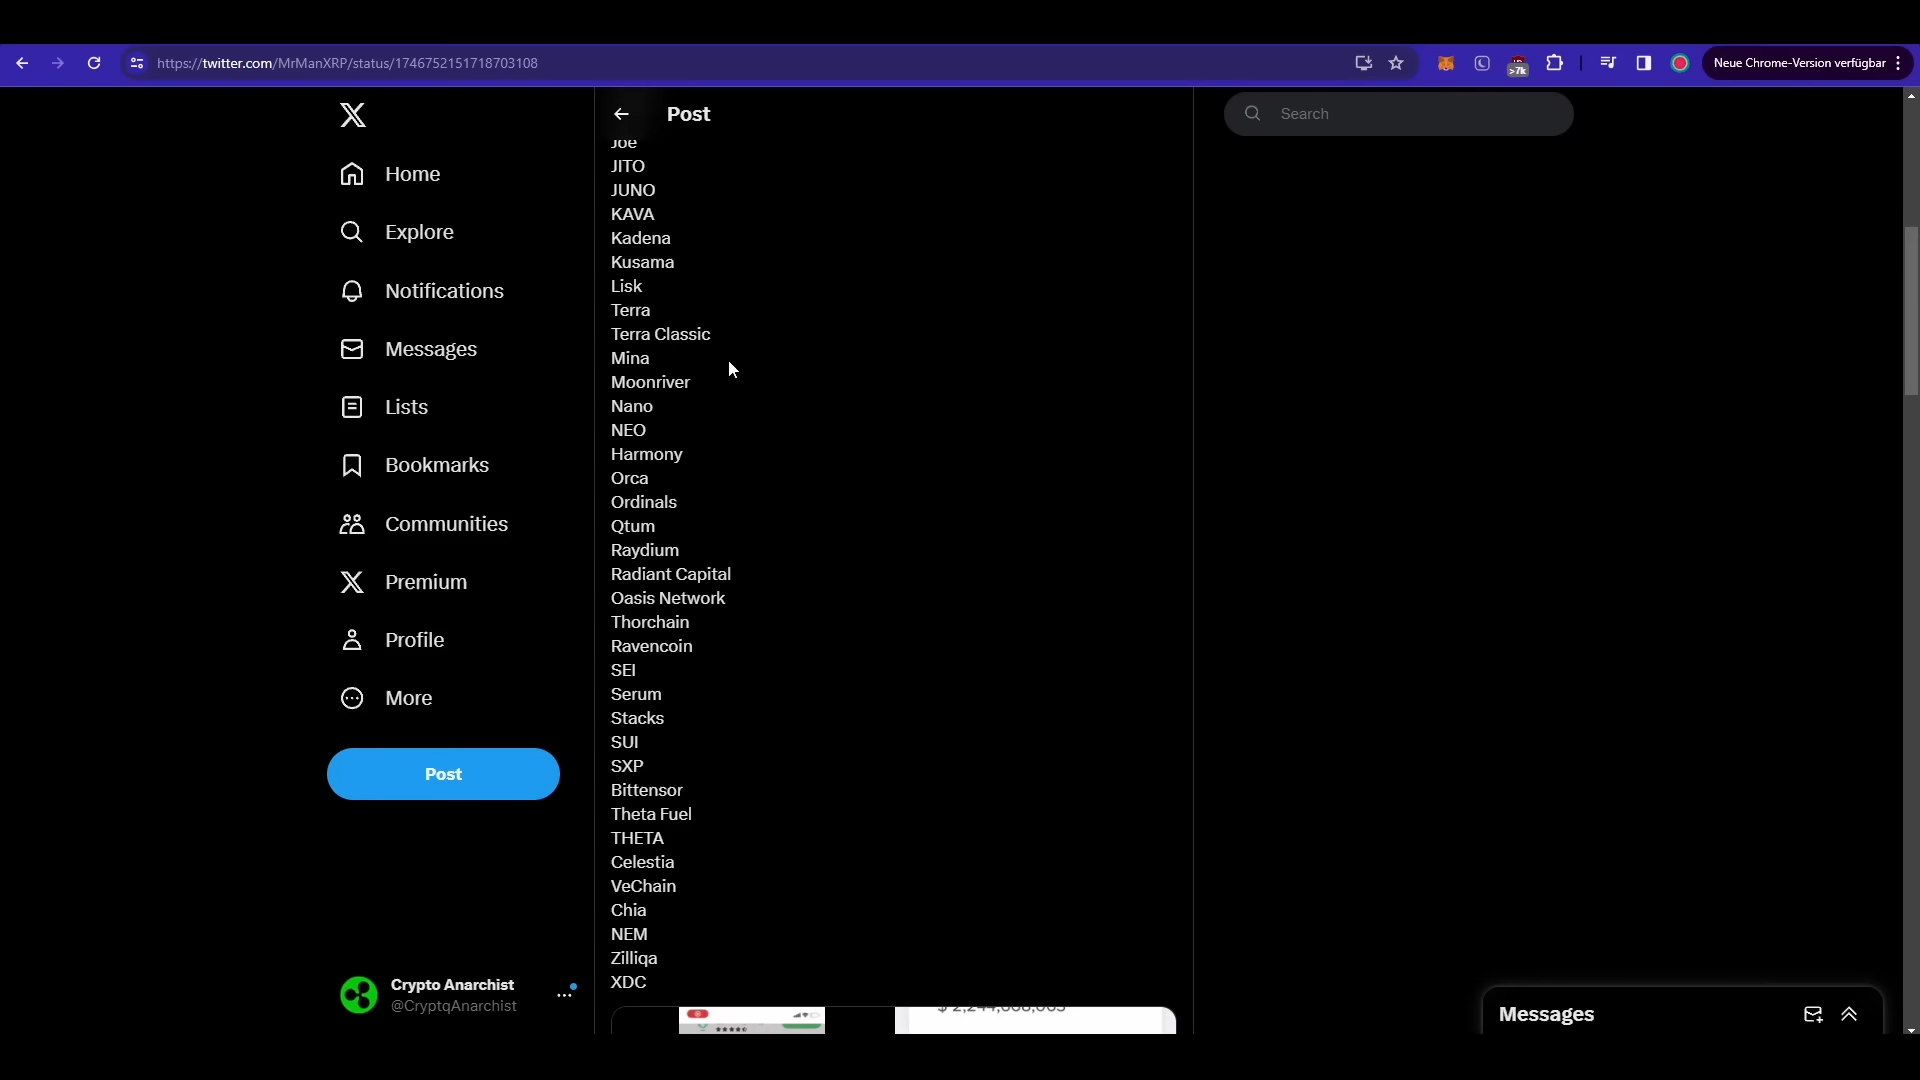 https://twitter.com/MrManXRP/status/1746752151718703108
>7k
Neue Chrome-Version verfügbar
Post
Search
Home
Explore
Notifications
Messages
Lists
Bookmarks
Communities
Premium
Profile
More
Post
Crypto Anarchist
@CryptqAnarchist
Joe
JITO
JUNO
KAVA
Kadena
Kusama
Lisk
Terra
Terra Classic
Mina
Moonriver
Nano
NEO
Harmony
Orca
Ordinals
Qtum
Raydium
Radiant Capital
Oasis Network
Thorchain
Ravencoin
SEI
Serum
Stacks
SUI
SXP
Bittensor
Theta Fuel
THETA
Celestia
VeChain
Chia
NEM
Zilliqa
XDC
Messages